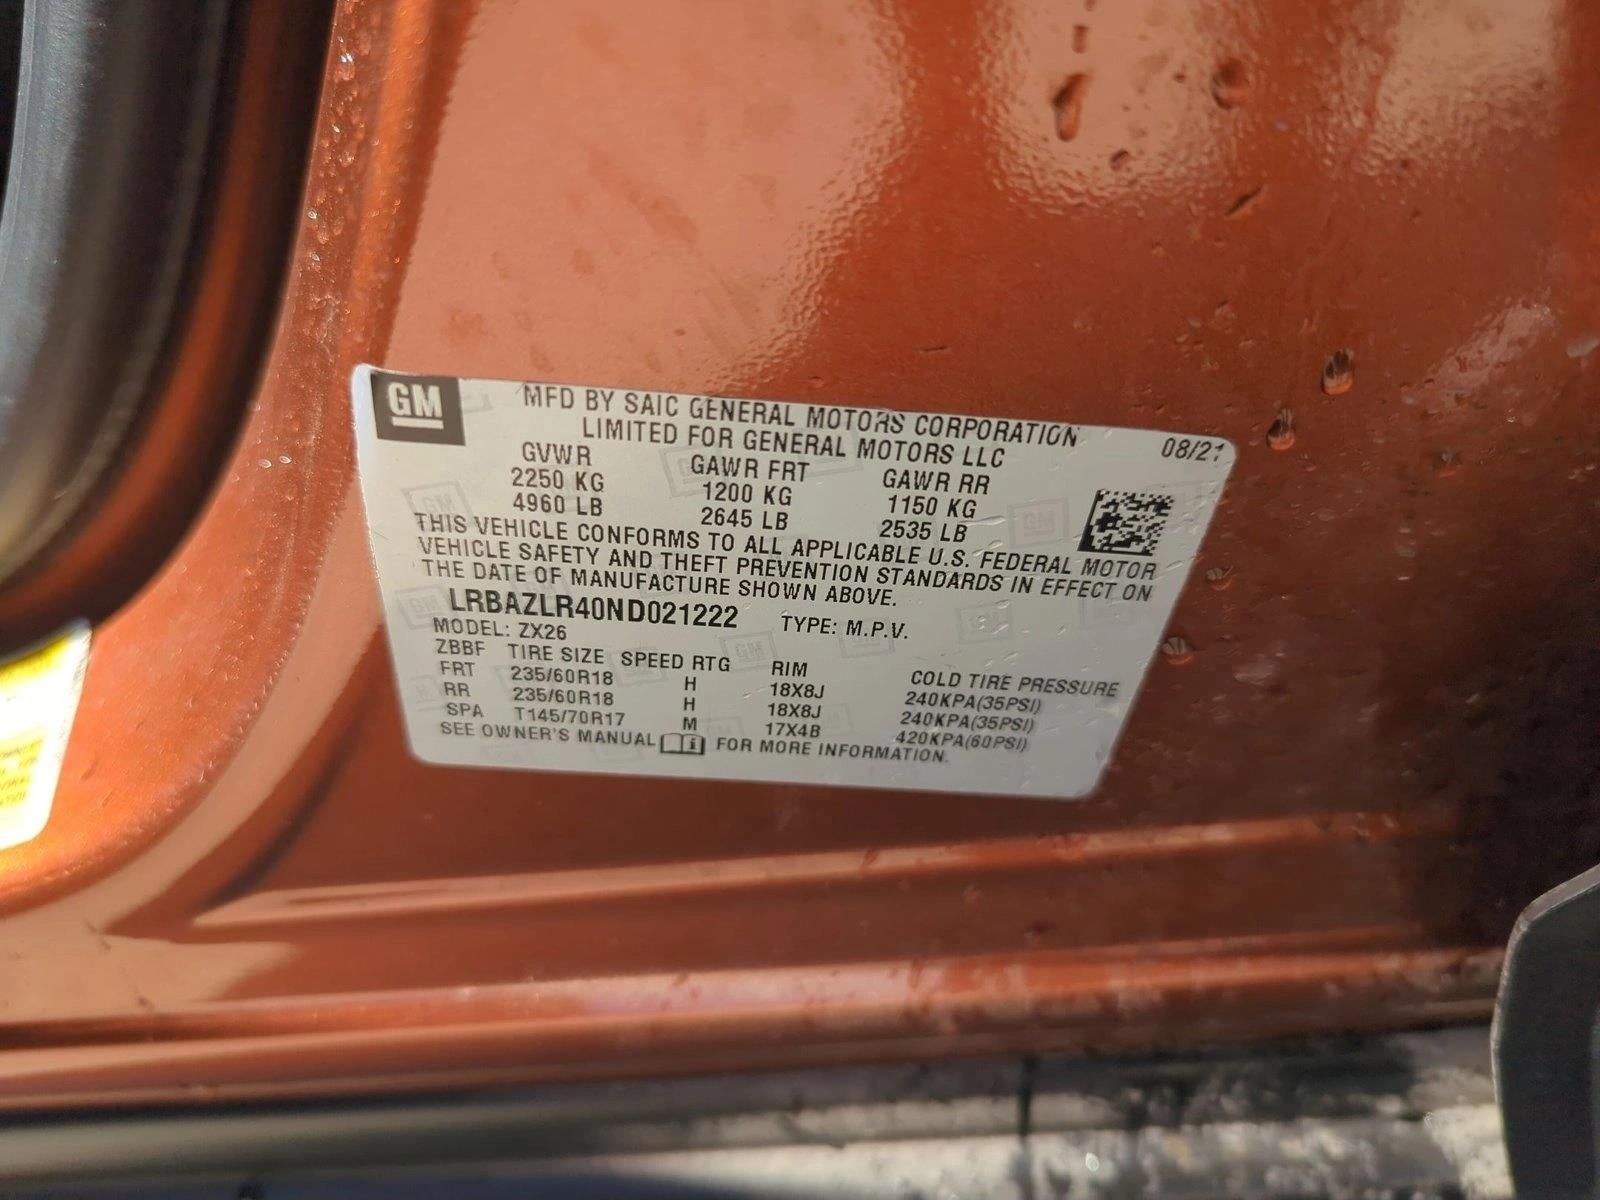 GM
MFD BY SAIC GENERAL MOTORS CORPORATION
LIMITED FOR GENERAL MOTORS LLC
08/21
GVWR GAWR FRT GAWR RR
2250 KG 1200 KG 1150 KG
4960 LB 2645 LB 2535 LB
THIS VEHICLE CONFORMS TO ALL APPLICABLE U.S. FEDERAL MOTOR
VEHICLE SAFETY AND THEFT PREVENTION STANDARDS IN EFFECT ON
THE DATE OF MANUFACTURE SHOWN ABOVE.
LRBAZLR40ND021222 TYPE: M.P.V.
MODEL: ZX26
ZBBF TIRE SIZE SPEED RTG RIM COLD TIRE PRESSURE
FRT 235/60R18 H 18X8J 240KPA(35PSI)
RR 235/60R18 H 18X8J 240KPA(35PSI)
SPA T145/70R17 M 17X4B 420KPA(60PSI)
SEE OWNER'S MANUAL FOR MORE INFORMATION.